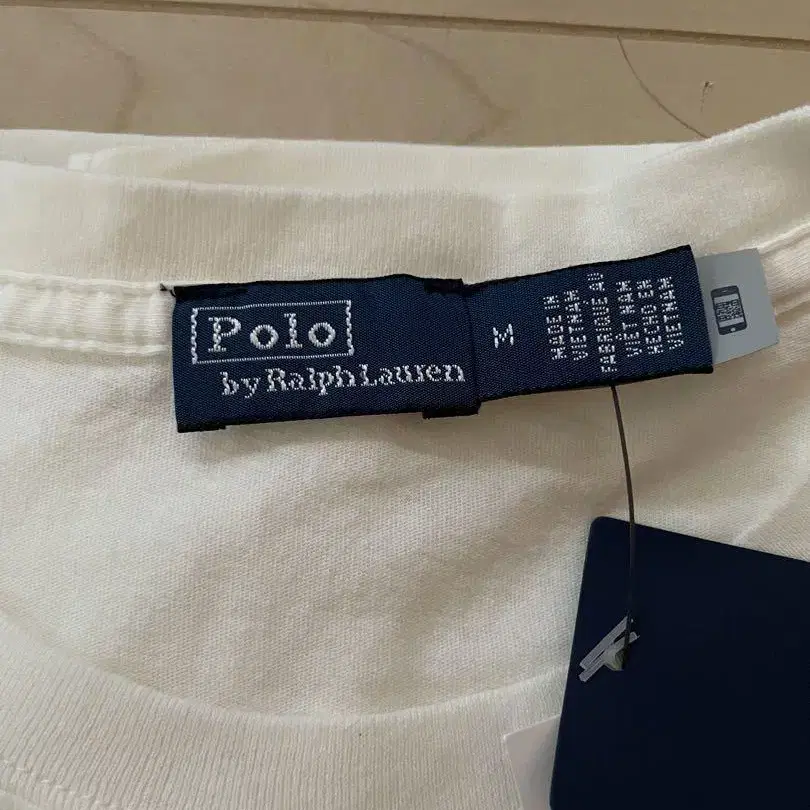 Polo
by Ralph Lauren
M
MADE IN
VIETNAM
FABRIQUE AU
VIET NAM
HECHO EN
VIETNAM